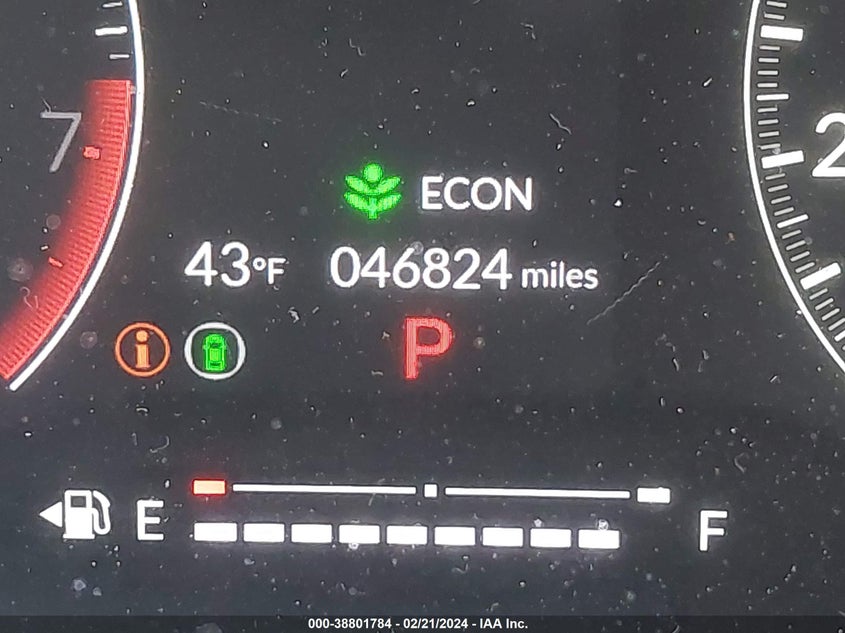 7
2
ECON
43°F 046824 miles
i
P
E F
000-38801784 - 02/21/2024 - IAA Inc.